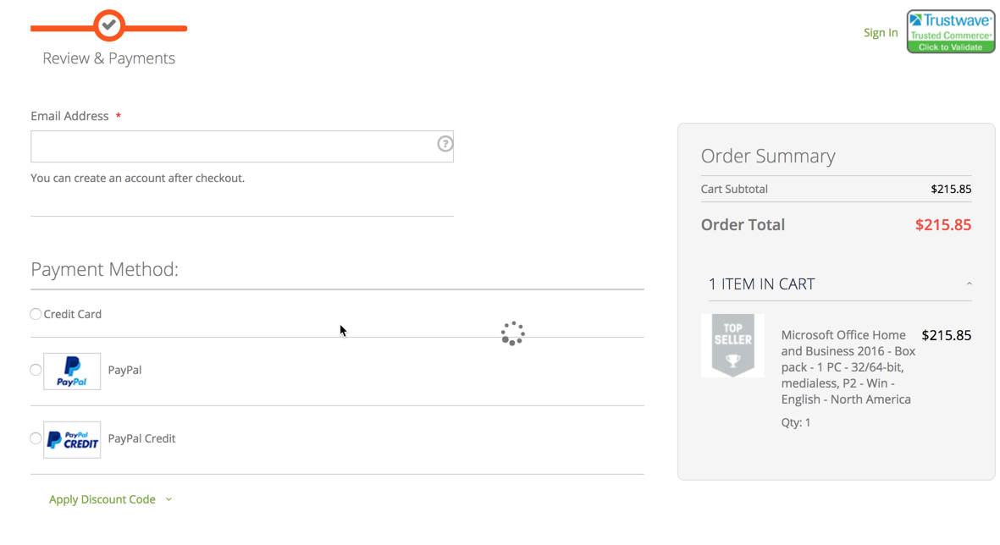 Review & Payments
Sign In
Trustwave®
Trusted Commerce®
Click to Validate
Email Address *
?
You can create an account after checkout.
Payment Method:
Credit Card
PayPal
PayPal
PayPal
CREDIT
PayPal Credit
Apply Discount Code
Order Summary
Cart Subtotal $215.85
Order Total $215.85
1 ITEM IN CART
TOP
SELLER
Microsoft Office Home $215.85
and Business 2016 - Box
pack - 1 PC - 32/64-bit,
medialess, P2 - Win -
English - North America
Qty: 1